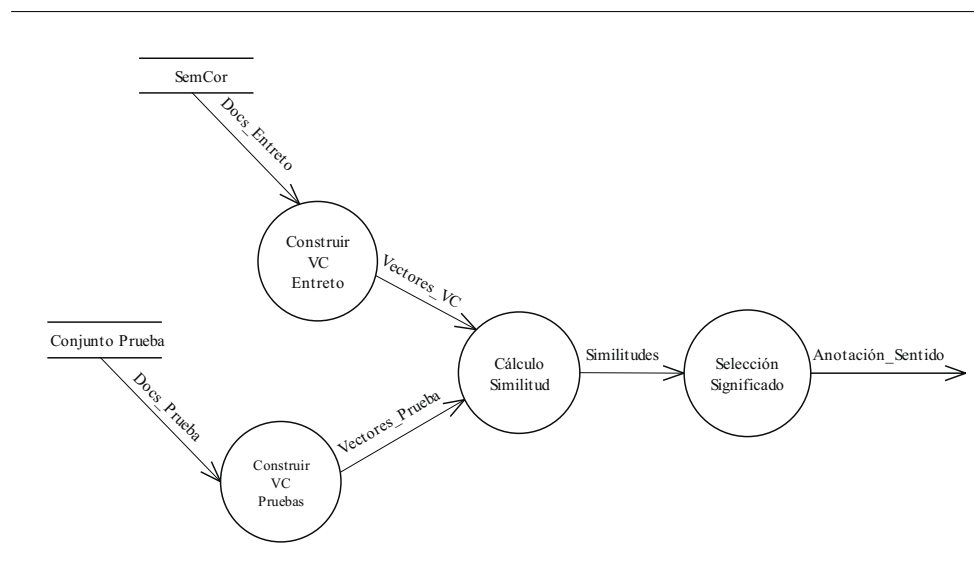 SemCor
Docs_Entreto
Construir
VC
Entreto
Vectores_VC
Conjunto Prueba
Docs_Prueba
Construir
VC
Pruebas
Vectores_Prueba
Cálculo
Similitud
Similitudes
Selección
Significado
Anotación_Sentido